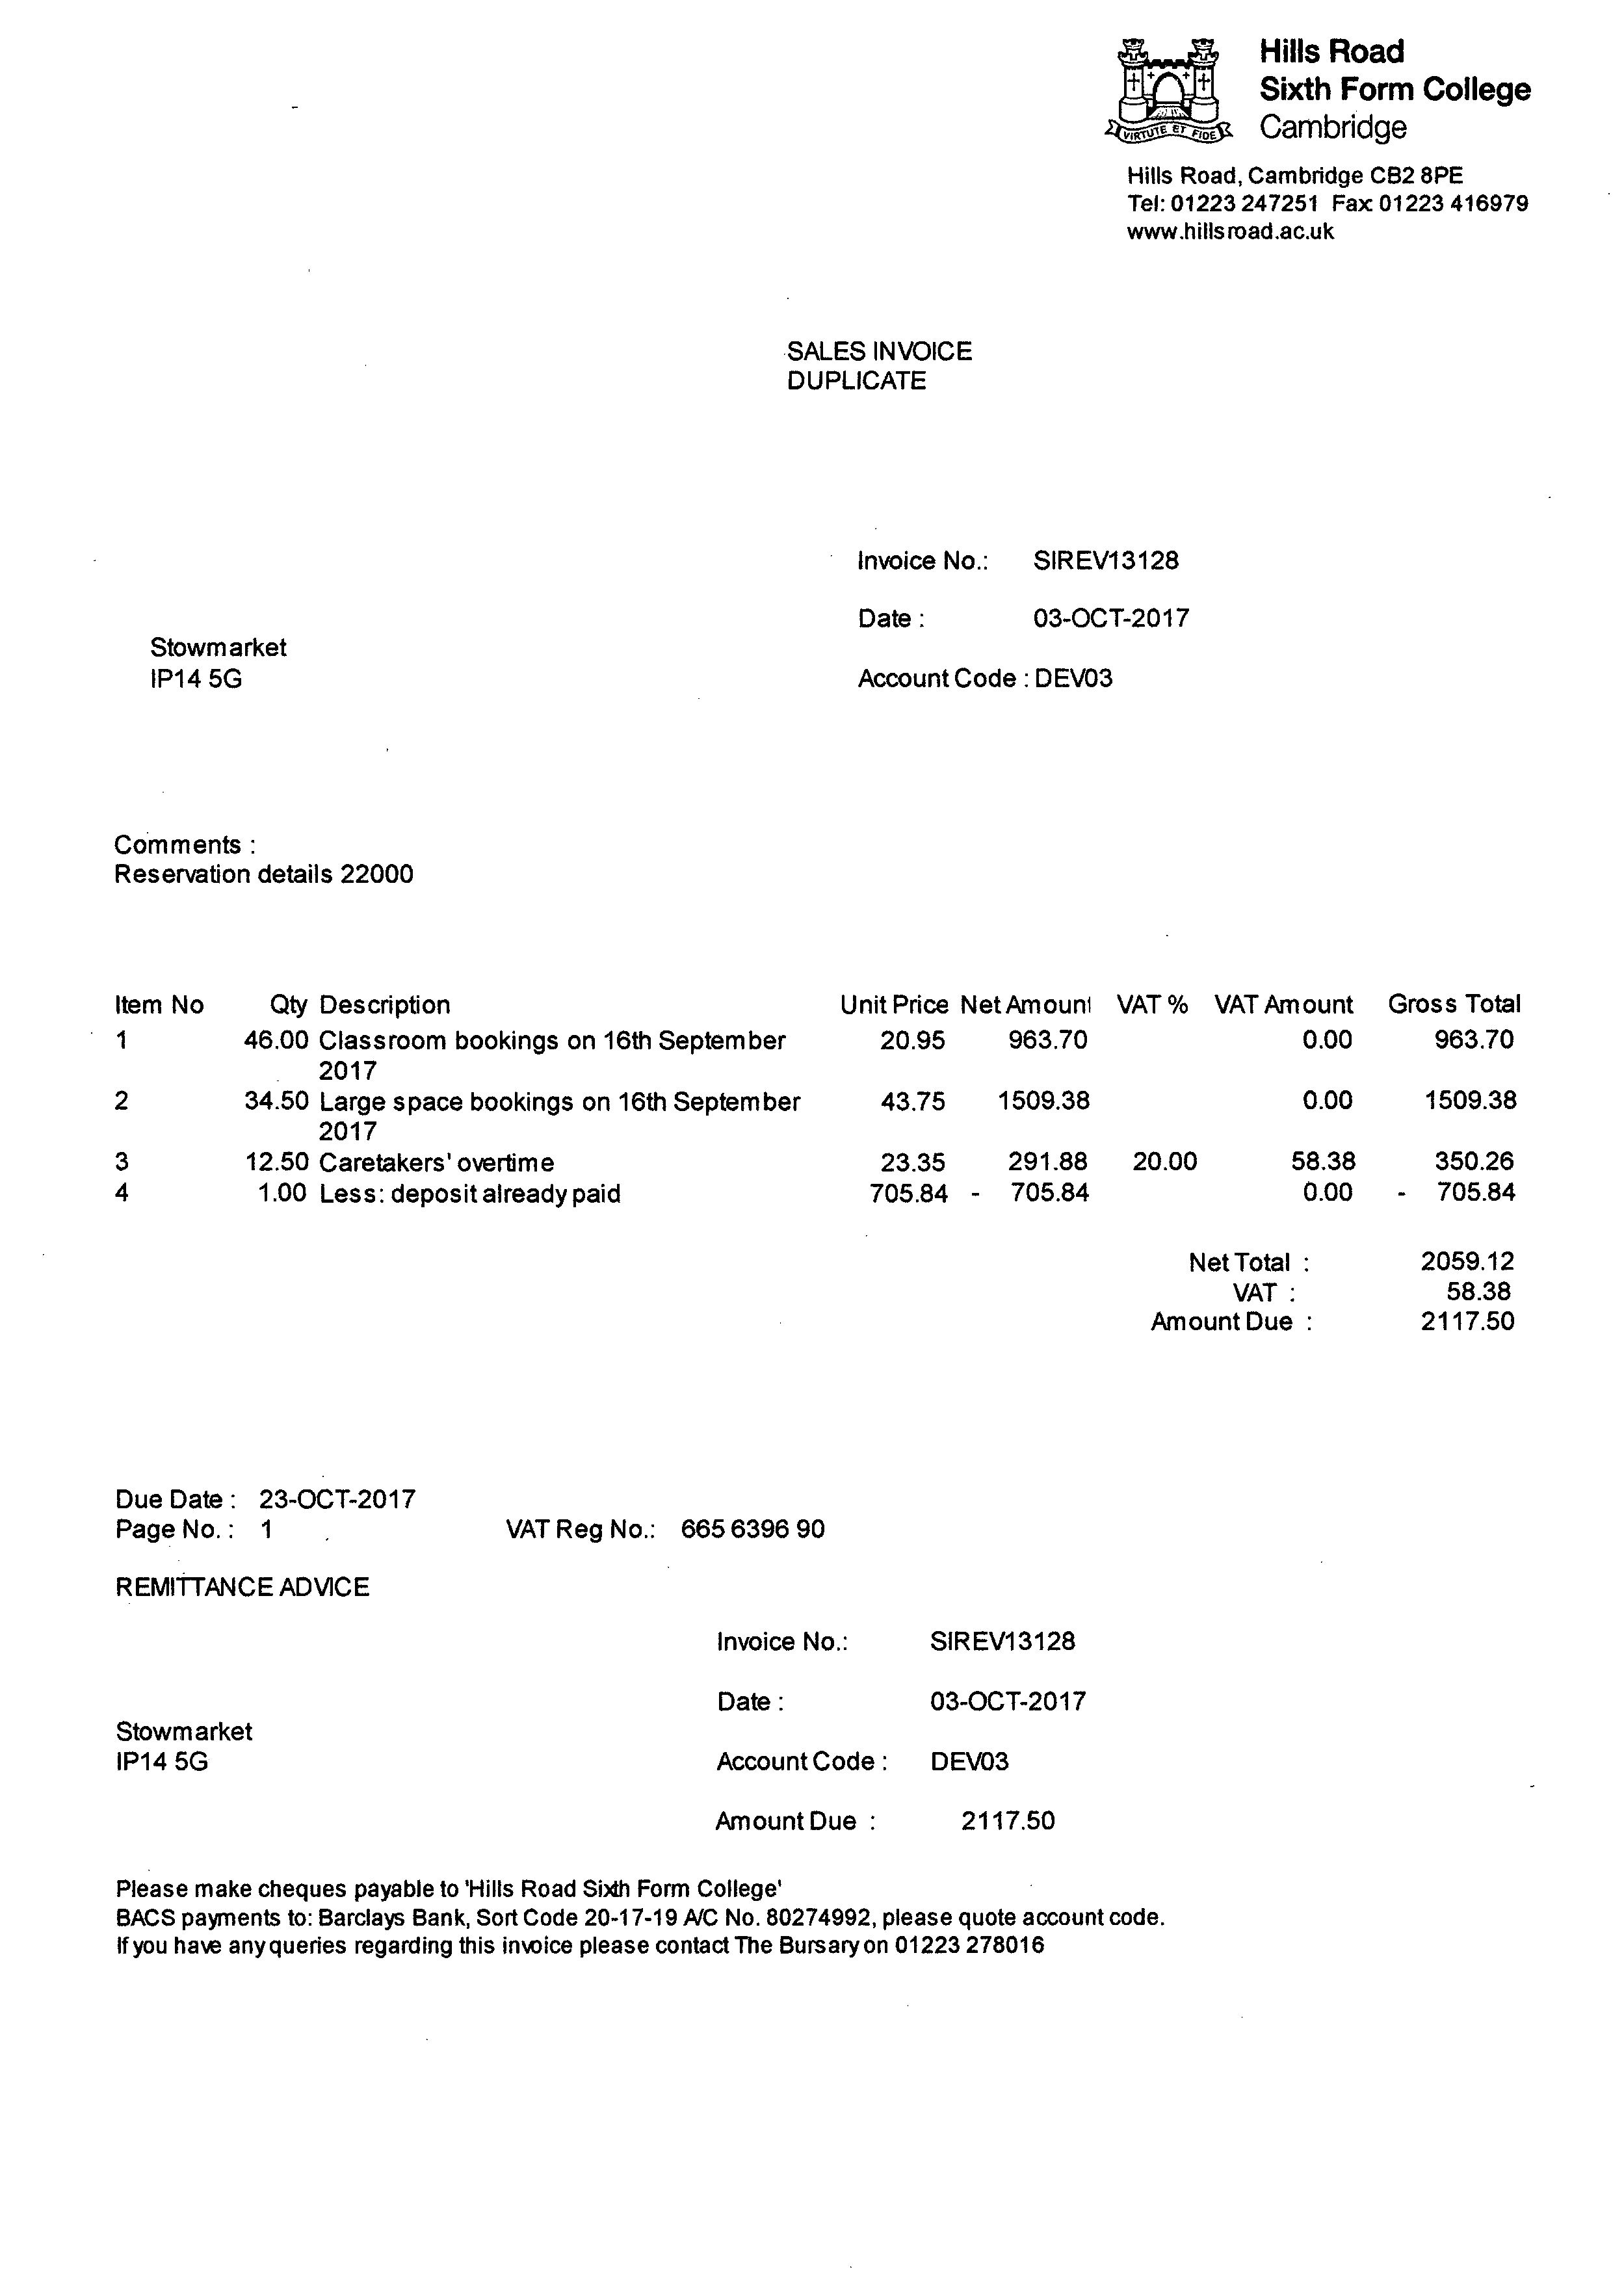 Hills Road
Sixth Form College
Cambridge
VIRTUTE ET FIDE
Hills Road, Cambridge CB2 8PE
Tel: 01223 247251 Fax 01223 416979
www.hillsroad.ac.uk
SALES INVOICE
DUPLICATE
Invoice No.: SIREV13128
Date : 03-OCT-2017
Stowmarket
IP14 5G
Account Code : DEV03
Comments :
Reservation details 22000
Item No Qty Description Unit Price Net Amount VAT % VAT Amount Gross Total
1 46.00 Classroom bookings on 16th September 20.95 963.70 0.00 963.70
2017
2 34.50 Large space bookings on 16th September 43.75 1509.38 0.00 1509.38
2017
3 12.50 Caretakers' overtime 23.35 291.88 20.00 58.38 350.26
4 1.00 Less: deposit already paid 705.84 - 705.84 0.00 - 705.84
Net Total : 2059.12
VAT : 58.38
Amount Due : 2117.50
Due Date : 23-OCT-2017
Page No. : 1 VAT Reg No.: 665 6396 90
REMITTANCE ADVICE
Invoice No.: SIREV13128
Date : 03-OCT-2017
Stowmarket
IP14 5G
Account Code : DEV03
Amount Due : 2117.50
Please make cheques payable to 'Hills Road Sixth Form College'
BACS payments to: Barclays Bank, Sort Code 20-17-19 A/C No. 80274992, please quote account code.
If you have any queries regarding this invoice please contact The Bursary on 01223 278016